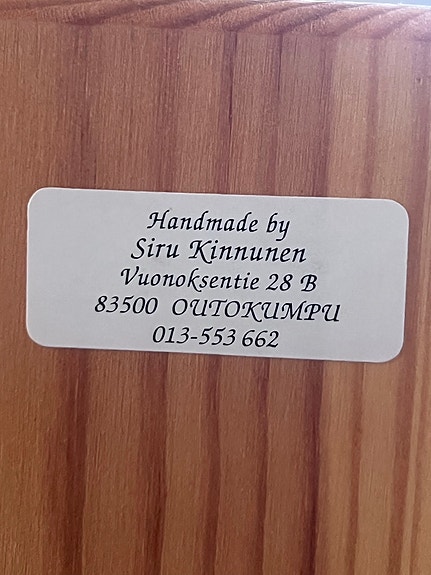 Handmade by
Siru Kinnunen
Vuonoksentie 28 B
83500 OUTOKUMPU
013-553 662